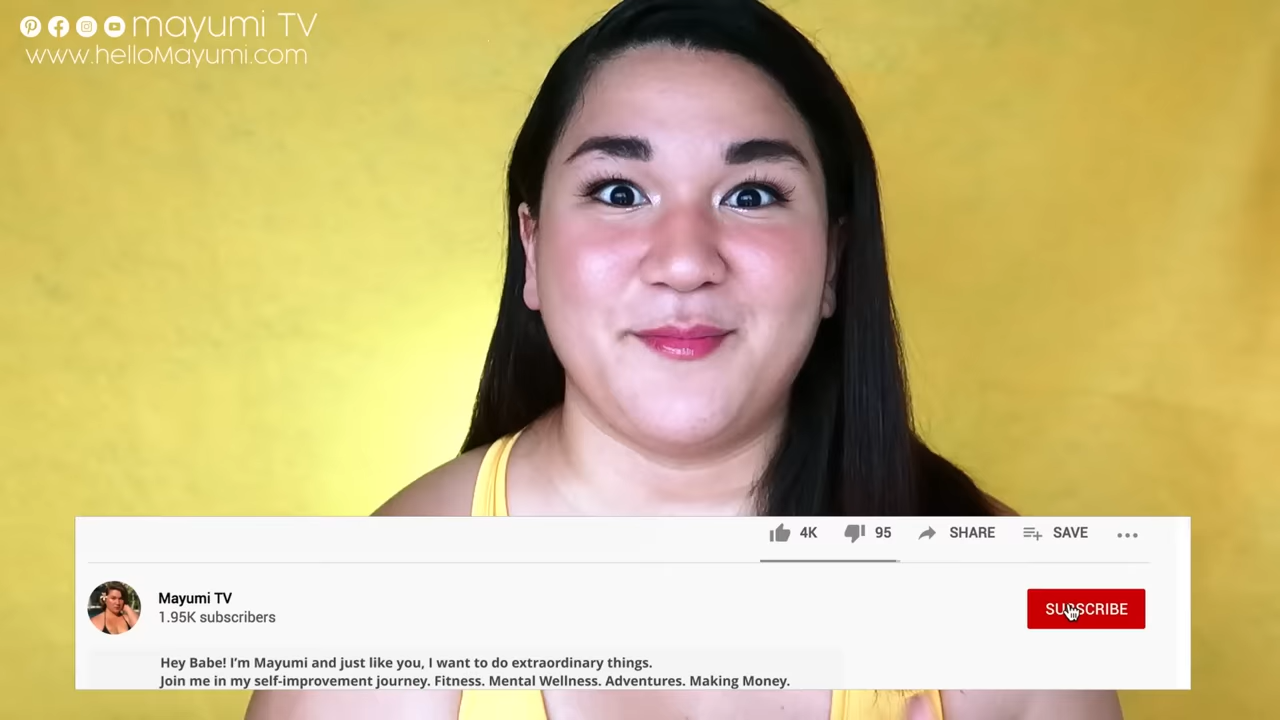 mayumi TV
www.helloMayumi.com
4K 95 SHARE SAVE
Mayumi TV
1.95K subscribers
SUBSCRIBE
Hey Babe! I'm Mayumi and just like you, I want to do extraordinary things.
Join me in my self-improvement journey. Fitness. Mental Wellness. Adventures. Making Money.